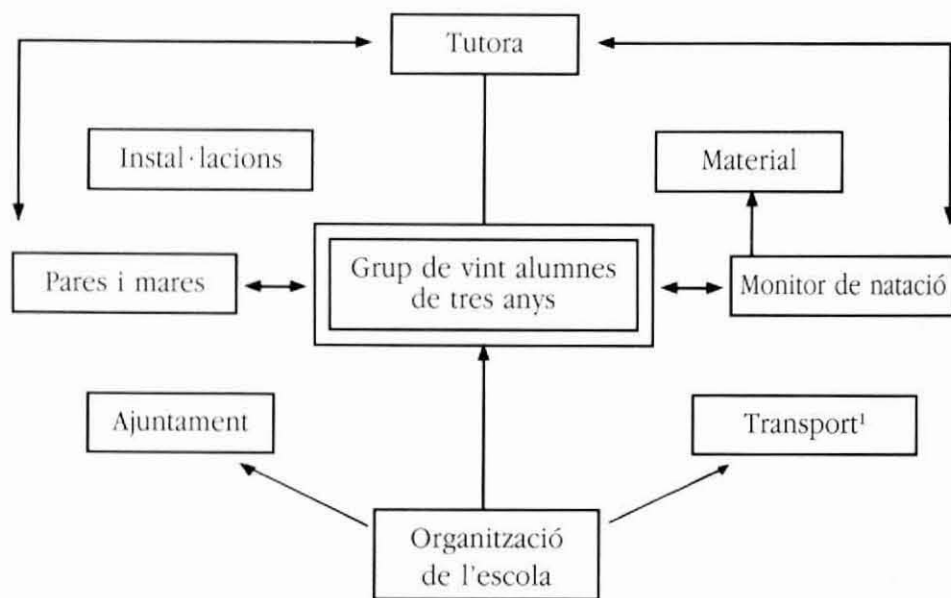 Tutora
Instal·lacions
Material
Pares i mares
Grup de vint alumnes
de tres anys
Monitor de natació
Ajuntament
Transport¹
Organització
de l'escola